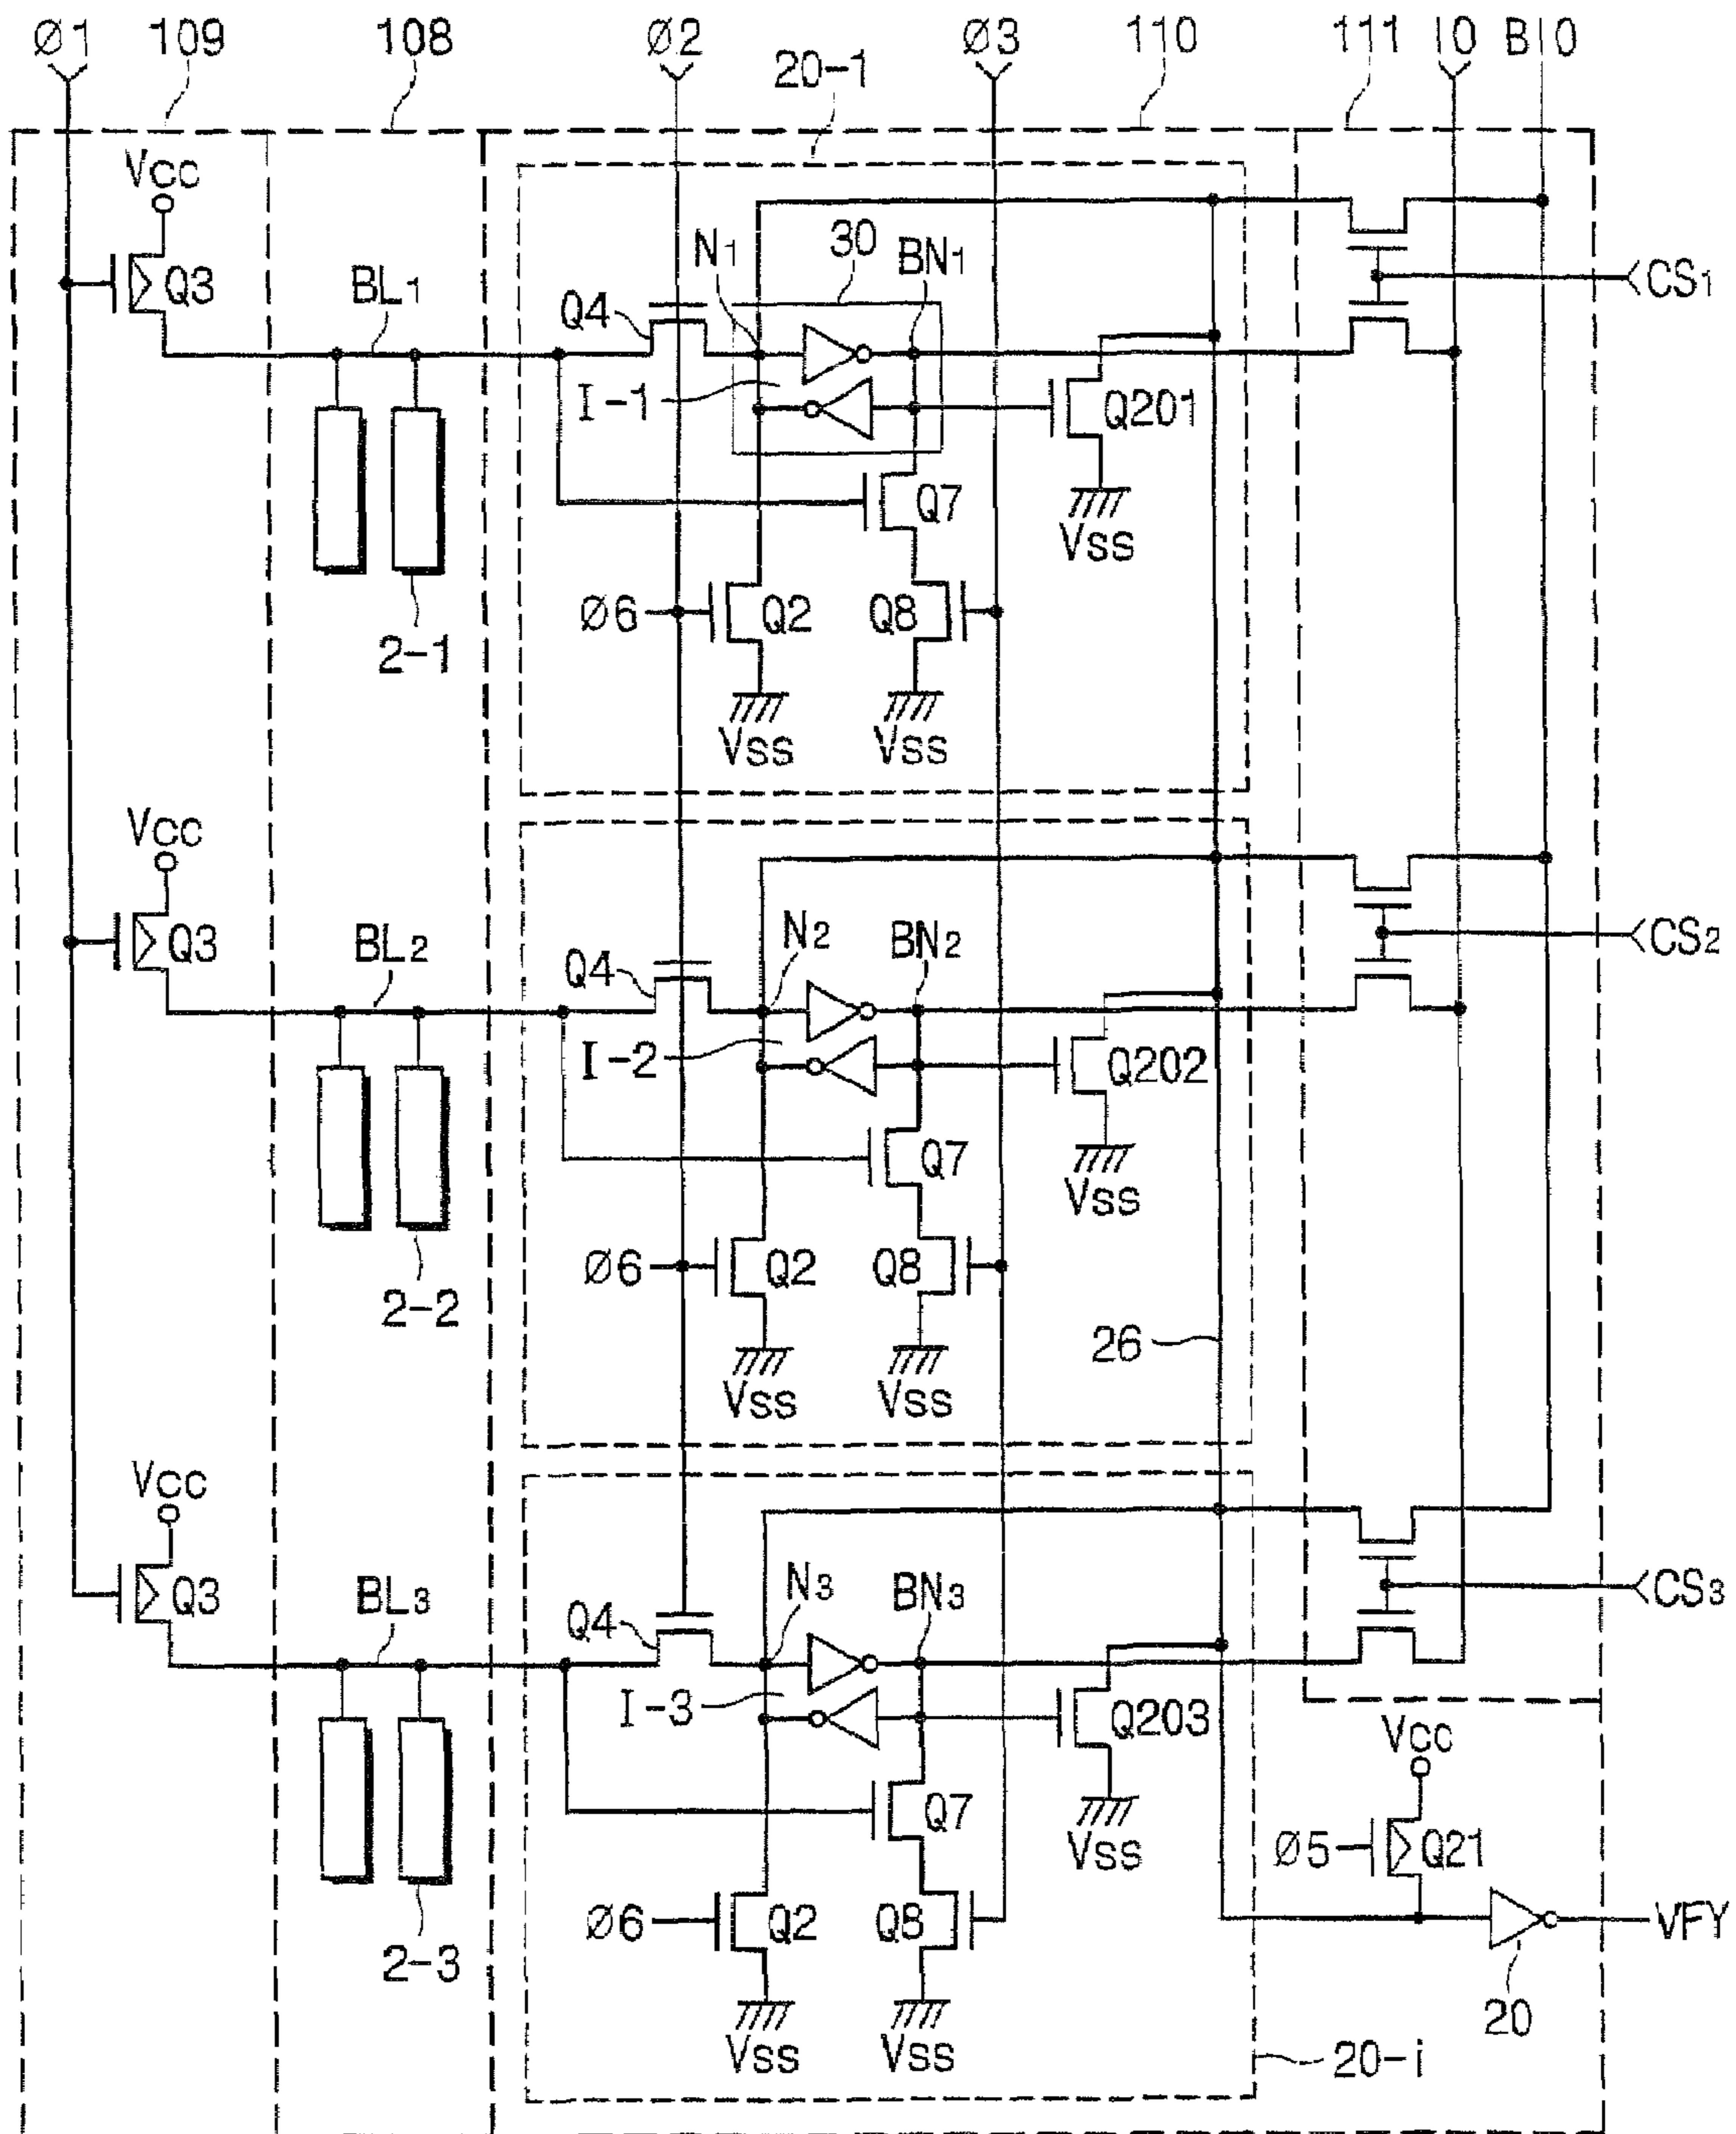 Ø1 109 108 Ø2 Ø3 110 111 IO BIO
20-1
VCC
N1 30 BN1
Q3 BL1 Q4 CS1
I-1 Q201
Q7 VSS
Ø6 Q2 Q8
2-1
VSS VSS
VCC
Q3 BL2 Q4 N2 BN2 CS2
I-2 Q202
Q7 VSS
Ø6 Q2 Q8
2-2 26
VSS VSS
VCC
Q3 BL3 Q4 N3 BN3 CS3
I-3 Q203
VCC
Q7 VSS Ø5 Q21
Ø6 Q2 Q8 VFY
2-3 20
VSS VSS 20-i